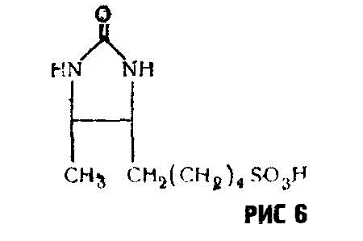 O
HN NH
CH₃ CH₂(CH₂)₄SO₃H
РИС 6